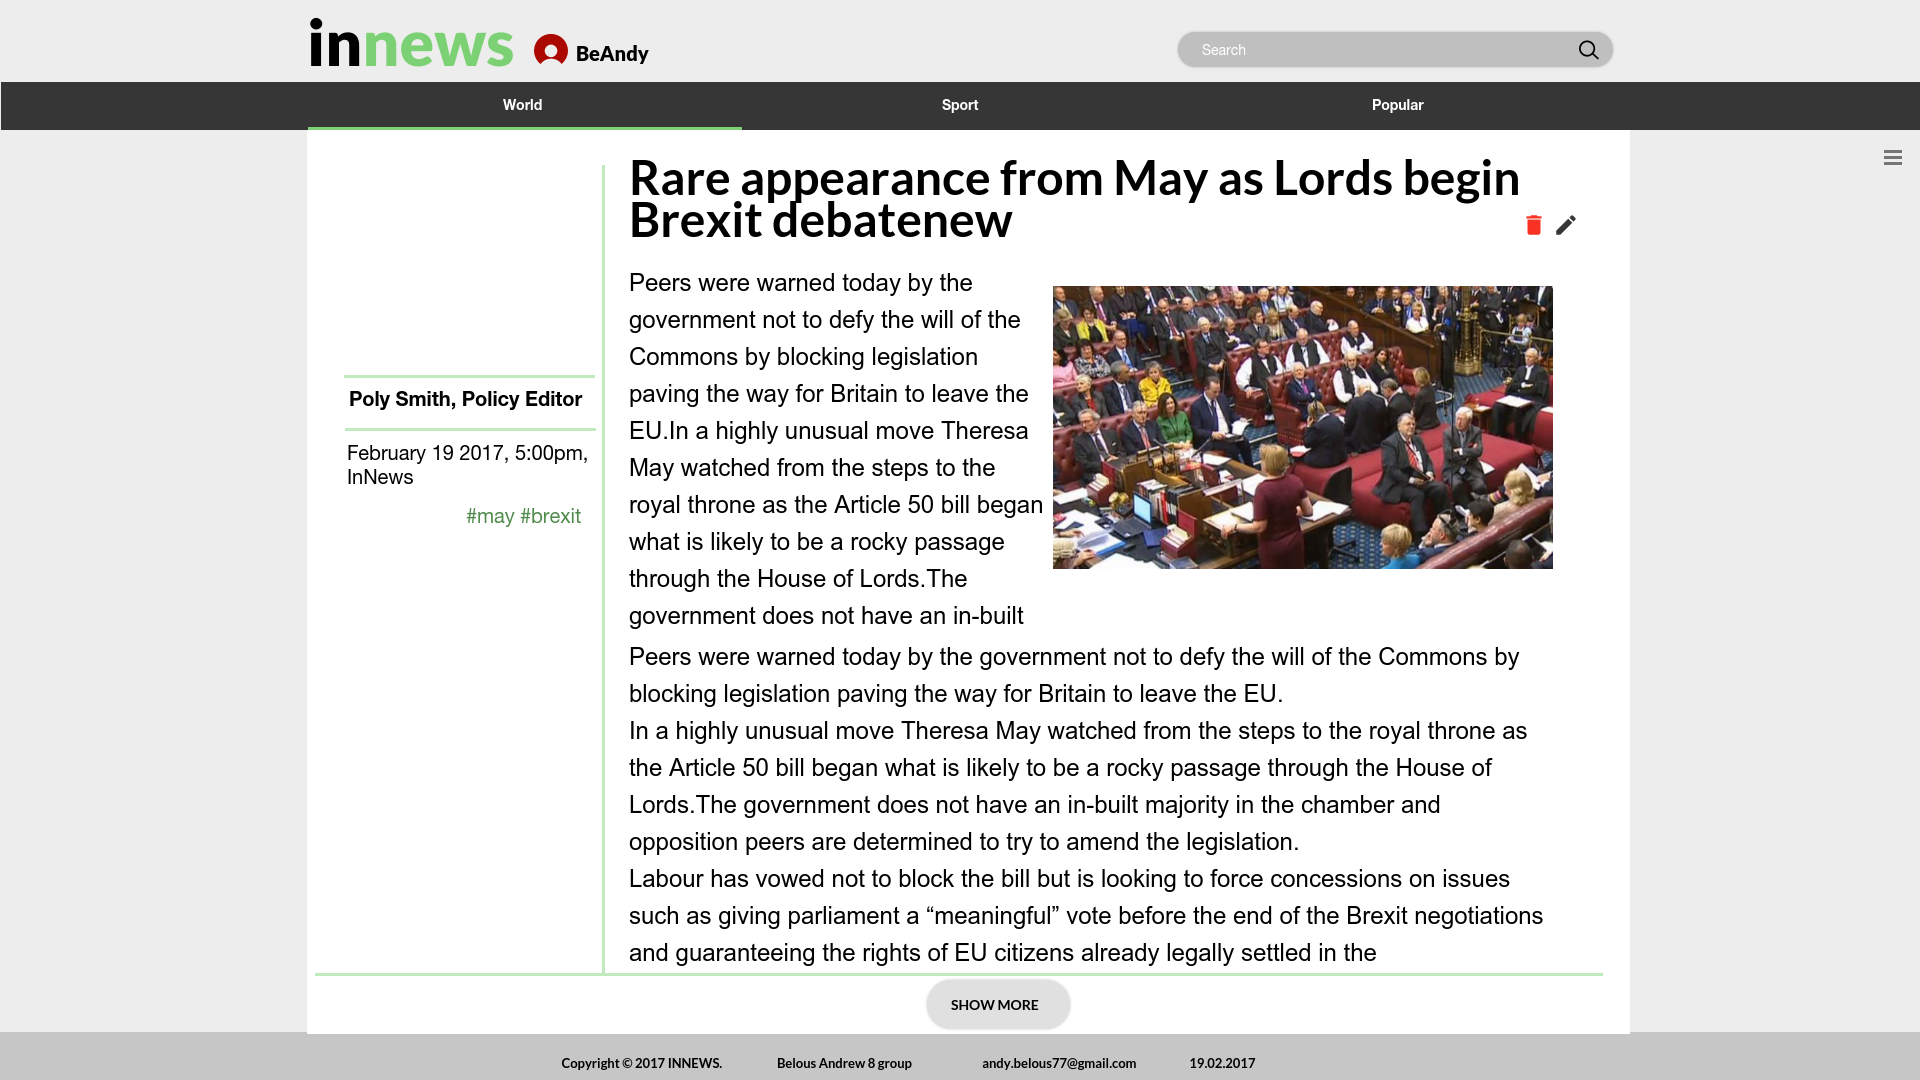 innews BeAndy Search
World Sport Popular
Rare appearance from May as Lords begin
Brexit debatenew
Poly Smith, Policy Editor
February 19 2017, 5:00pm,
InNews
#may #brexit
Peers were warned today by the
government not to defy the will of the
Commons by blocking legislation
paving the way for Britain to leave the
EU.In a highly unusual move Theresa
May watched from the steps to the
royal throne as the Article 50 bill began
what is likely to be a rocky passage
through the House of Lords.The
government does not have an in-built
Peers were warned today by the government not to defy the will of the Commons by
blocking legislation paving the way for Britain to leave the EU.
In a highly unusual move Theresa May watched from the steps to the royal throne as
the Article 50 bill began what is likely to be a rocky passage through the House of
Lords.The government does not have an in-built majority in the chamber and
opposition peers are determined to try to amend the legislation.
Labour has vowed not to block the bill but is looking to force concessions on issues
such as giving parliament a “meaningful” vote before the end of the Brexit negotiations
and guaranteeing the rights of EU citizens already legally settled in the
SHOW MORE
Copyright © 2017 INNEWS. Belous Andrew 8 group andy.belous77@gmail.com 19.02.2017